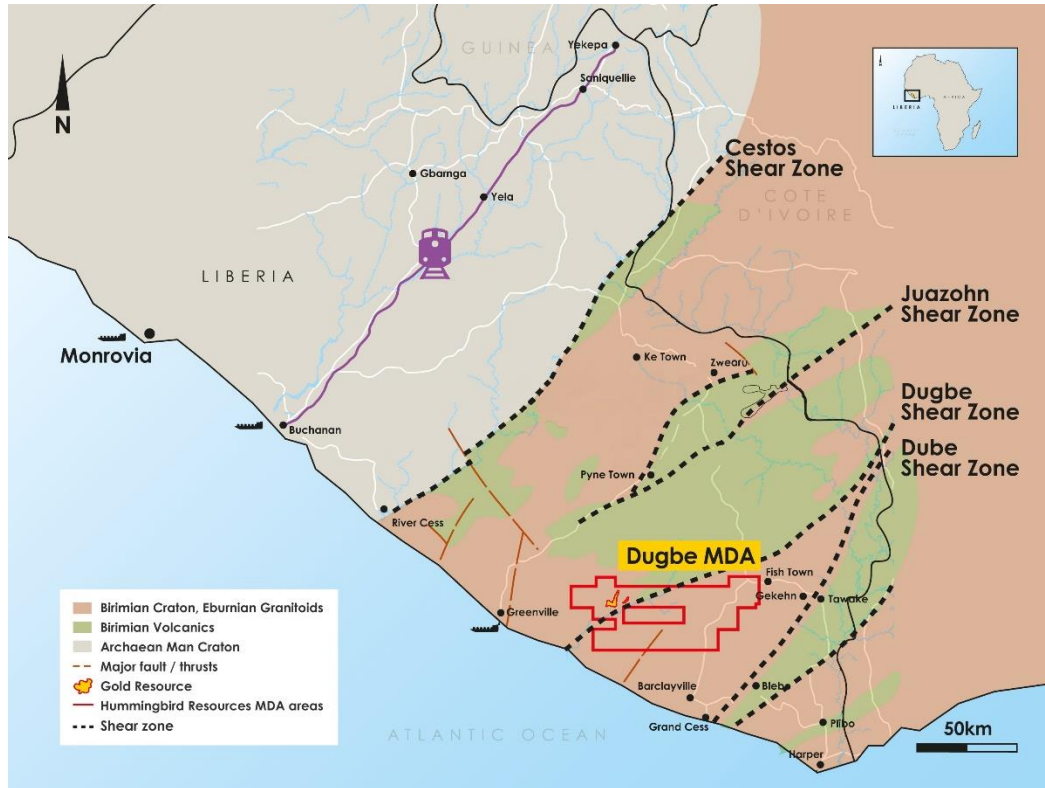 GUINEA
Yekepa
Saniquellie
N
LIBERIA
AFRICA
Cestos
Shear Zone
Gbarnga
Yela
COTE
D'IVOIRE
LIBERIA
Juazohn
Shear Zone
Monrovia
Ke Town
Zwearu
Dugbe
Shear Zone
Buchanan
Dube
Shear Zone
Pyne Town
River Cess
Dugbe MDA
Fish Town
Gekehn
Tawake
Greenville
Birimian Craton, Eburnian Granitoids
Birimian Volcanics
Archaean Man Craton
Major fault / thrusts
Gold Resource
Hummingbird Resources MDA areas
Shear zone
Barclayville
Blebo
Grand Cess
Plibo
50km
ATLANTIC OCEAN
Harper